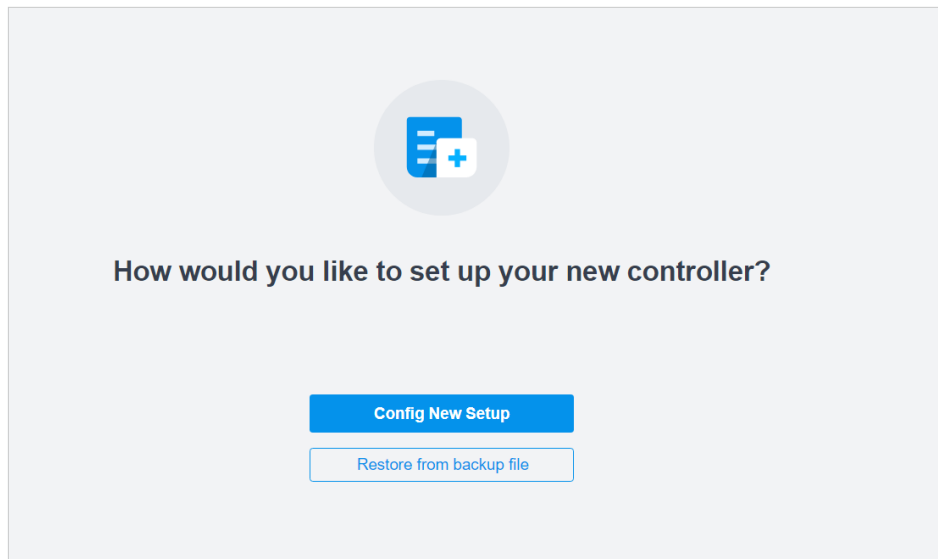 How would you like to set up your new controller?
Config New Setup
Restore from backup file